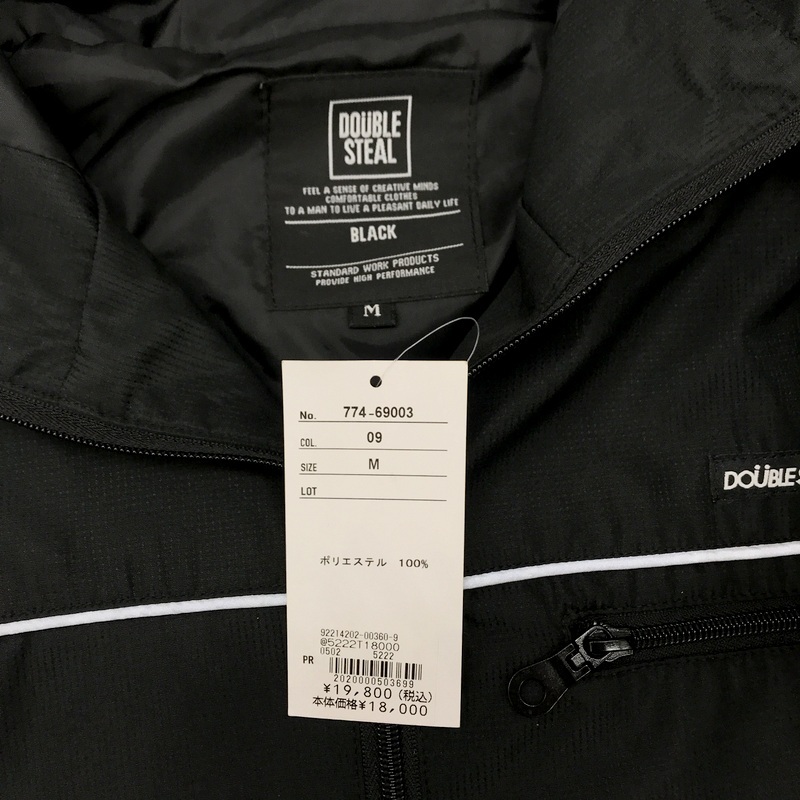 DOUBLE
STEAL
FEEL A SENSE OF CREATIVE MINDS
COMFORTABLE CLOTHES
TO A MAN TO LIVE A PLEASANT DAILY LIFE
BLACK
STANDARD WORK PRODUCTS
PROVIDE HIGH PERFORMANCE
M
No. 774-69003
COL. 09
SIZE M
LOT
DOÜBLE S
ポリエステル 100%
92214202-00360-9
@5222T18000
0502 5222
PR
2020000503699
¥19,800(税込)
本体価格¥18,000